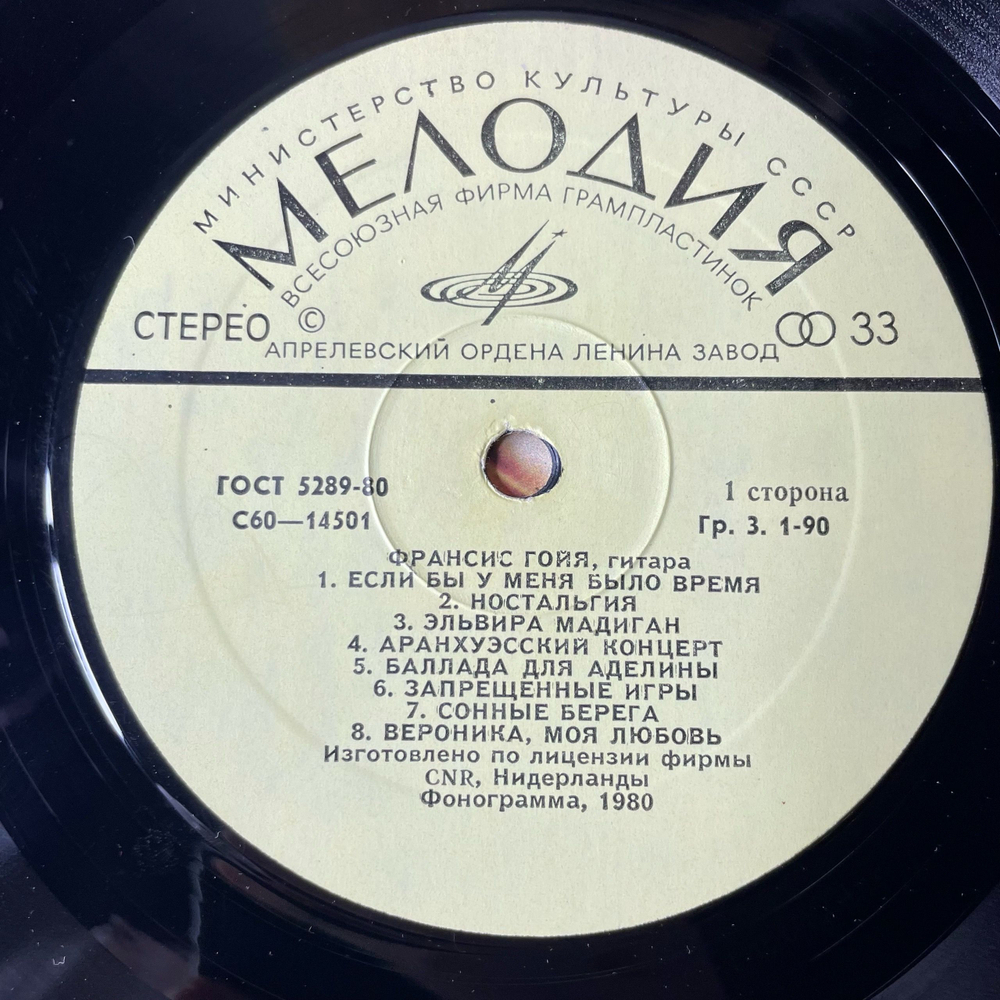 МИНИСТЕРСТВО КУЛЬТУРЫ СССР
МЕЛОДИЯ
ВСЕСОЮЗНАЯ ФИРМА ГРАМПЛАСТИНОК
СТЕРЕО © 33
АПРЕЛЕВСКИЙ ОРДЕНА ЛЕНИНА ЗАВОД
ГОСТ 5289-80 1 сторона
С60—14501 Гр. 3. 1-90
ФРАНСИС ГОЙЯ, гитара
1. ЕСЛИ БЫ У МЕНЯ БЫЛО ВРЕМЯ
2. НОСТАЛЬГИЯ
3. ЭЛЬВИРА МАДИГАН
4. АРАНХУЭССКИЙ КОНЦЕРТ
5. БАЛЛАДА ДЛЯ АДЕЛИНЫ
6. ЗАПРЕЩЕННЫЕ ИГРЫ
7. СОННЫЕ БЕРЕГА
8. ВЕРОНИКА, МОЯ ЛЮБОВЬ
Изготовлено по лицензии фирмы
CNR, Нидерланды
Фонограмма, 1980